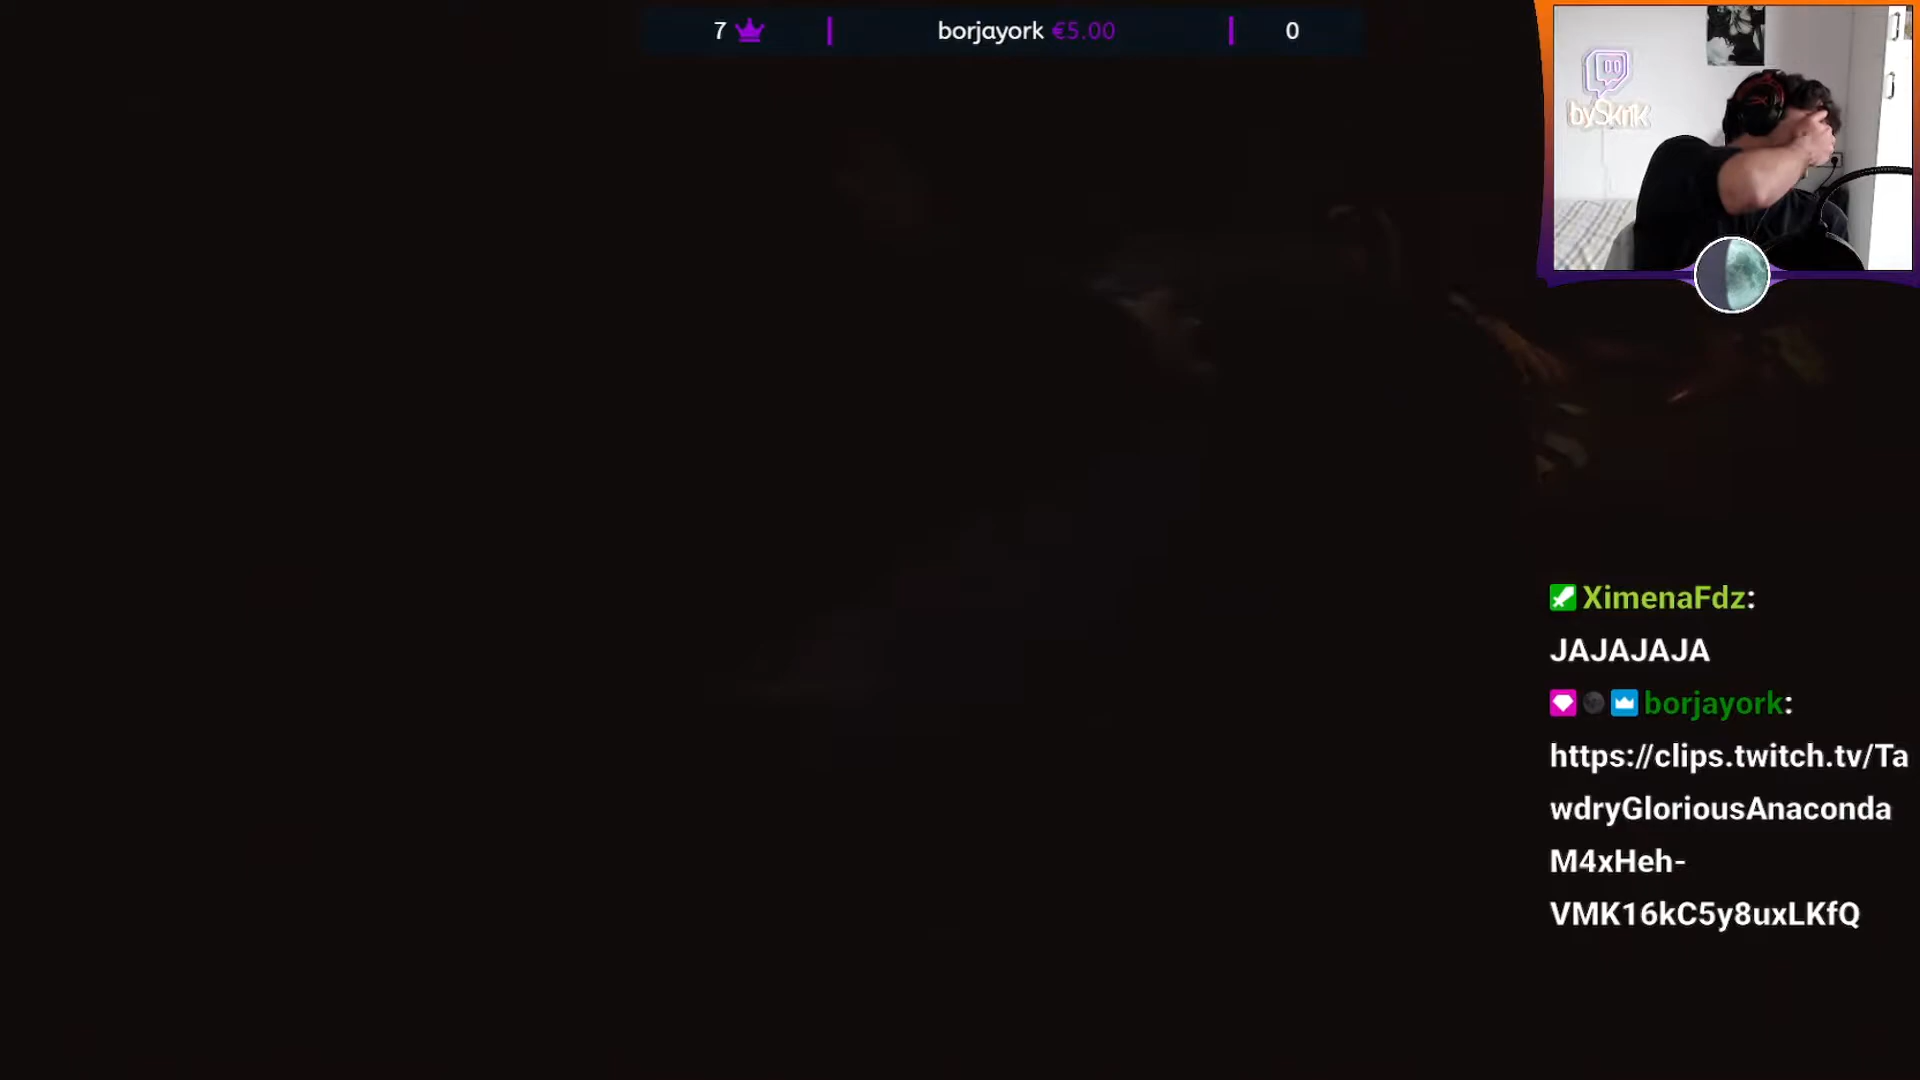 7 borjayork €5.00 0
bySkrik
XimenaFdz:
JAJAJAJA
borjayork:
https://clips.twitch.tv/Ta
wdryGloriousAnaconda
M4xHeh-
VMK16kC5y8uxLKfQ